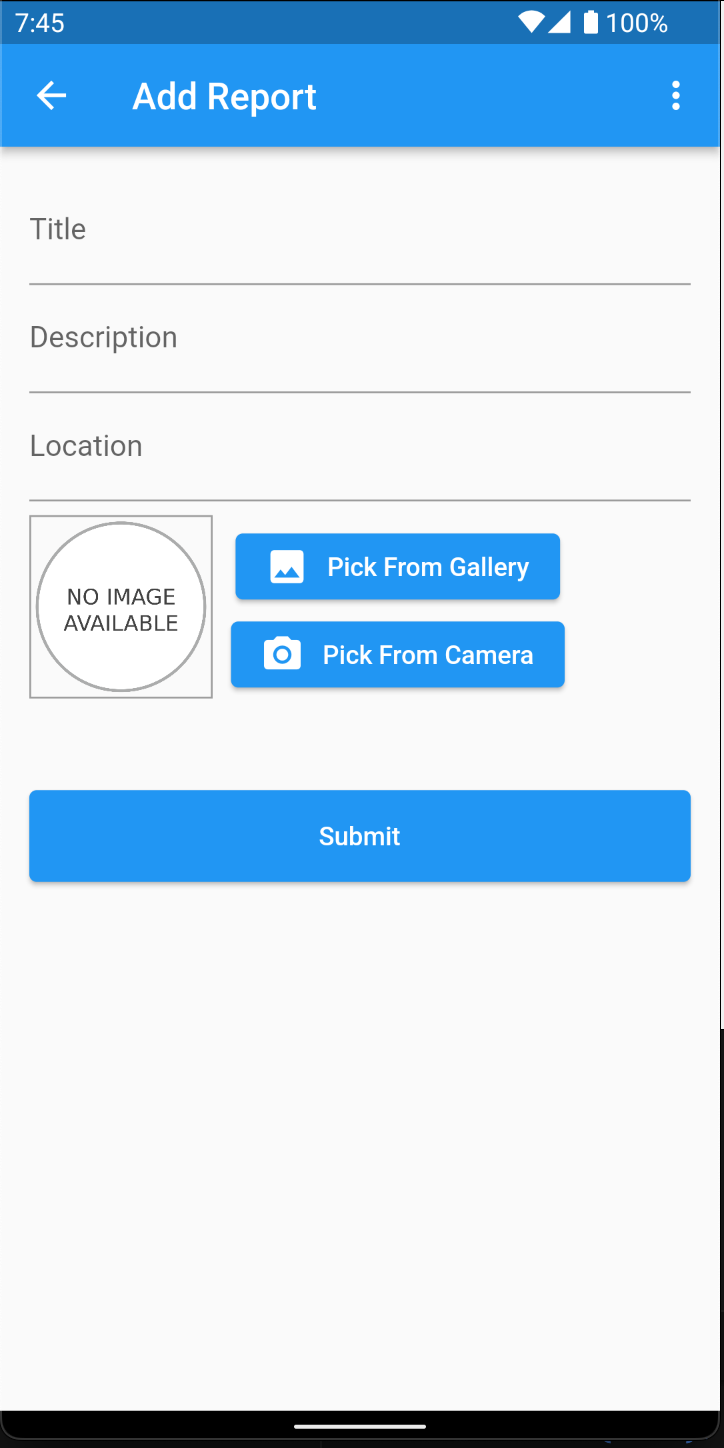 7:45 100%
Add Report
Title
Description
Location
NO IMAGE
AVAILABLE
Pick From Gallery
Pick From Camera
Submit